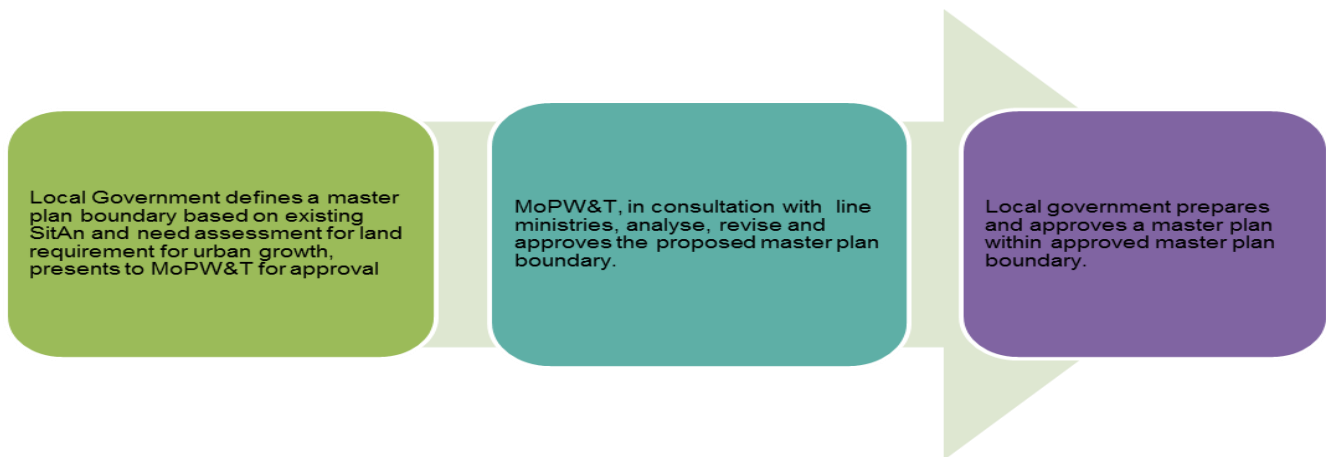 Local Government defines a master
plan boundary based on existing
SitAn and need assessment for land
requirement for urban growth,
presents to MoPW&T for approval
MoPW&T, in consultation with line
ministries, analyse, revise and
approves the proposed master plan
boundary.
Local government prepares
and approves a master plan
within approved master plan
boundary.